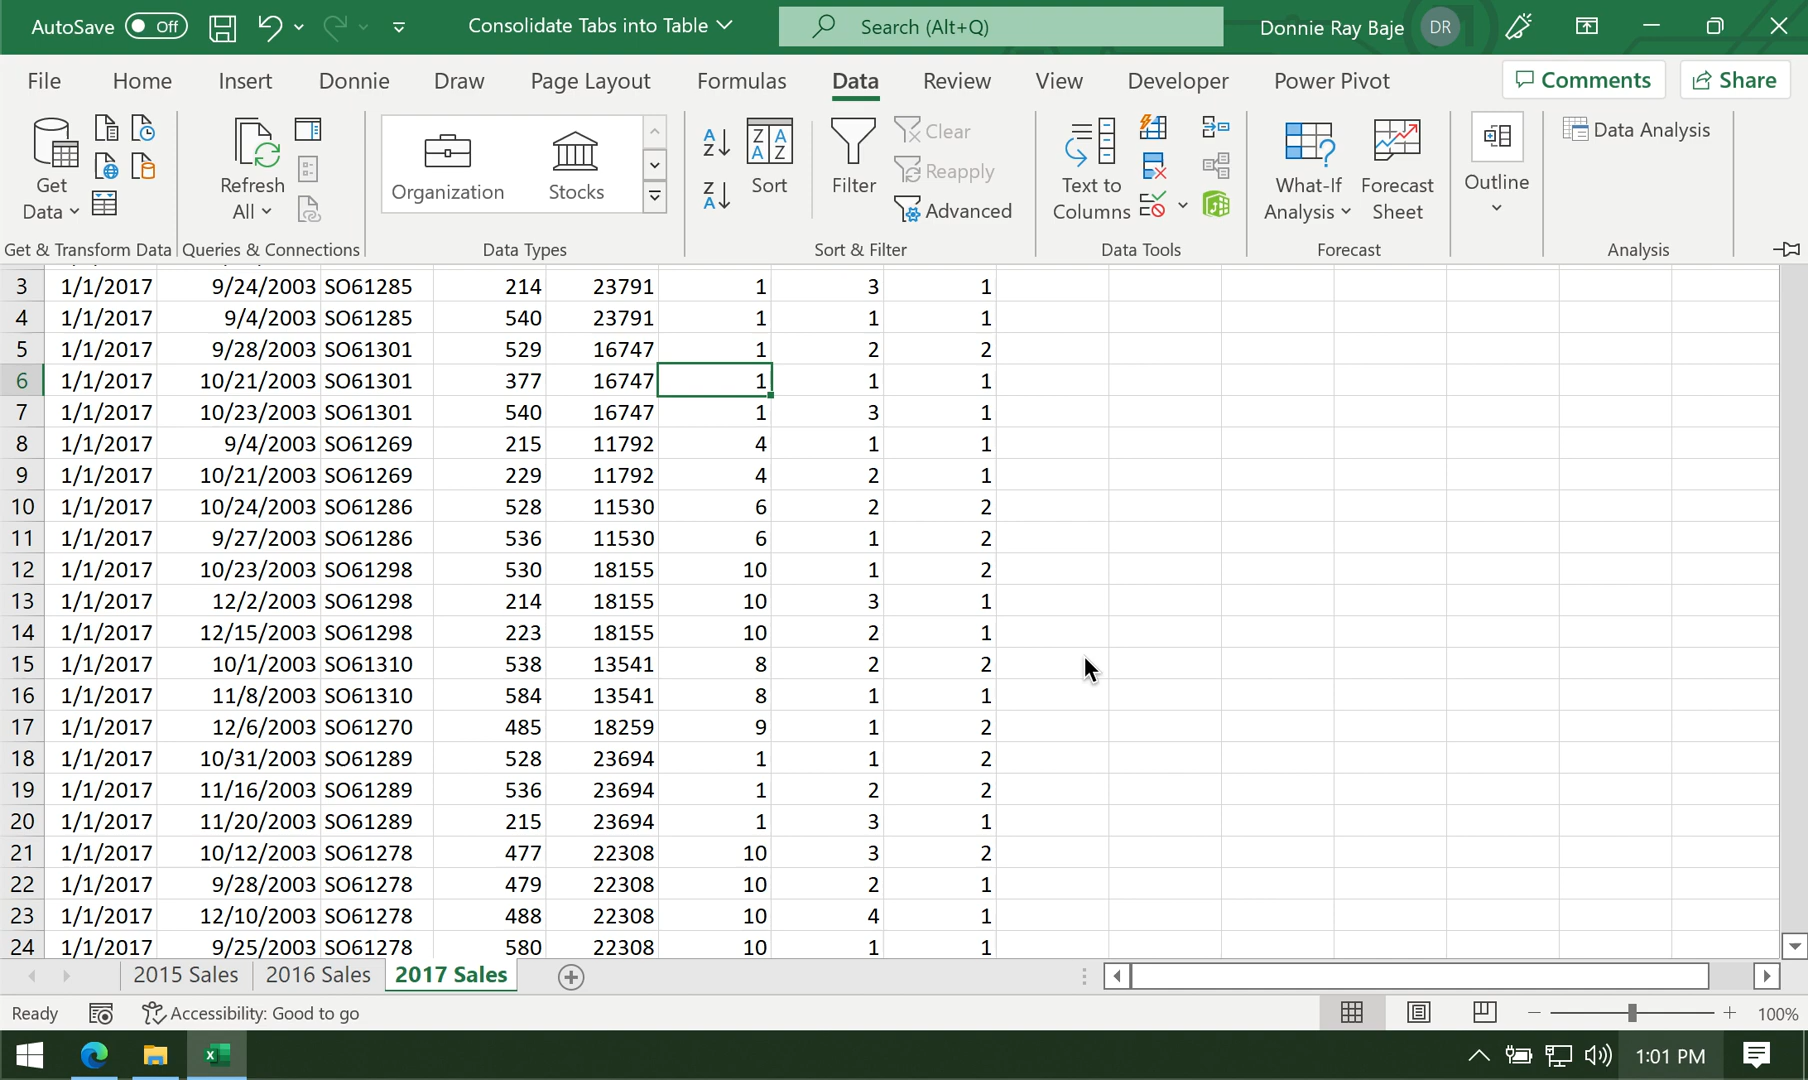 AutoSave Off Consolidate Tabs into Table Search (Alt+Q) Donnie Ray Baje DR
File Home Insert Donnie Draw Page Layout Formulas Data Review View Developer Power Pivot Comments Share
Get Data Refresh All Organization Stocks Sort Filter Clear Reapply Advanced Text to Columns What-If Analysis Forecast Sheet Outline Data Analysis
Get & Transform Data Queries & Connections Data Types Sort & Filter Data Tools Forecast Analysis
3 1/1/2017 9/24/2003 SO61285 214 23791 1 3 1
4 1/1/2017 9/4/2003 SO61285 540 23791 1 1 1
5 1/1/2017 9/28/2003 SO61301 529 16747 1 2 2
6 1/1/2017 10/21/2003 SO61301 377 16747 1 1 1
7 1/1/2017 10/23/2003 SO61301 540 16747 1 3 1
8 1/1/2017 9/4/2003 SO61269 215 11792 4 1 1
9 1/1/2017 10/21/2003 SO61269 229 11792 4 2 1
10 1/1/2017 10/24/2003 SO61286 528 11530 6 2 2
11 1/1/2017 9/27/2003 SO61286 536 11530 6 1 2
12 1/1/2017 10/23/2003 SO61298 530 18155 10 1 2
13 1/1/2017 12/2/2003 SO61298 214 18155 10 3 1
14 1/1/2017 12/15/2003 SO61298 223 18155 10 2 1
15 1/1/2017 10/1/2003 SO61310 538 13541 8 2 2
16 1/1/2017 11/8/2003 SO61310 584 13541 8 1 1
17 1/1/2017 12/6/2003 SO61270 485 18259 9 1 2
18 1/1/2017 10/31/2003 SO61289 528 23694 1 1 2
19 1/1/2017 11/16/2003 SO61289 536 23694 1 2 2
20 1/1/2017 11/20/2003 SO61289 215 23694 1 3 1
21 1/1/2017 10/12/2003 SO61278 477 22308 10 3 2
22 1/1/2017 9/28/2003 SO61278 479 22308 10 2 1
23 1/1/2017 12/10/2003 SO61278 488 22308 10 4 1
24 1/1/2017 9/25/2003 SO61278 580 22308 10 1 1
2015 Sales 2016 Sales 2017 Sales
Ready Accessibility: Good to go 100%
1:01 PM